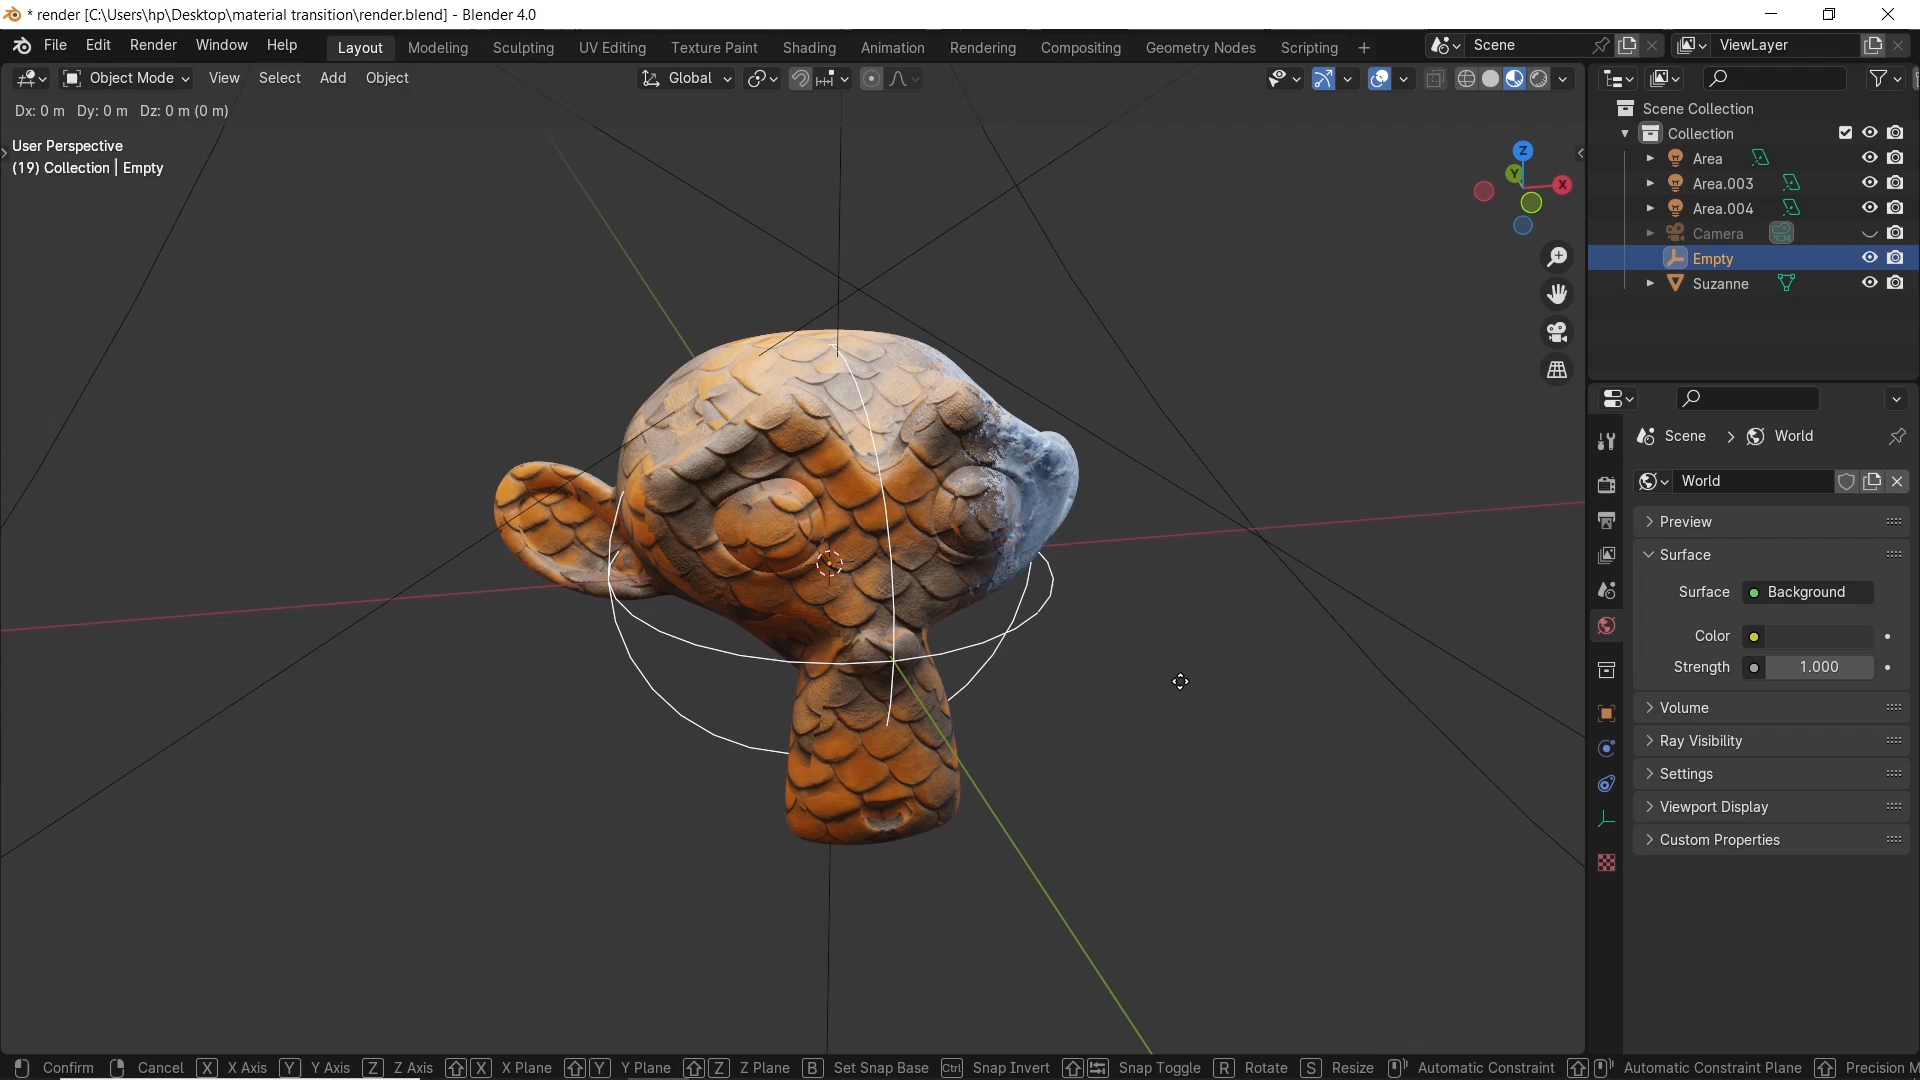 * render [C:\Users\hp\Desktop\material transition\render.blend] - Blender 4.0
File Edit Render Window Help Layout Modeling Sculpting UV Editing Texture Paint Shading Animation Rendering Compositing Geometry Nodes Scripting + Scene ViewLayer
Object Mode View Select Add Object Global
Dx: 0 m Dy: 0 m Dz: 0 m (0 m)
User Perspective
(19) Collection | Empty
Z
Y
X
Scene Collection
Collection
Area
Area.003
Area.004
Camera
Empty
Suzanne
Scene > World
World
Preview
Surface
Surface Background
Color
Strength 1.000
Volume
Ray Visibility
Settings
Viewport Display
Custom Properties
Confirm Cancel X X Axis Y Y Axis Z Z Axis X X Plane Y Y Plane Z Z Plane B Set Snap Base Ctrl Snap Invert Snap Toggle R Rotate S Resize Automatic Constraint Automatic Constraint Plane Precision M